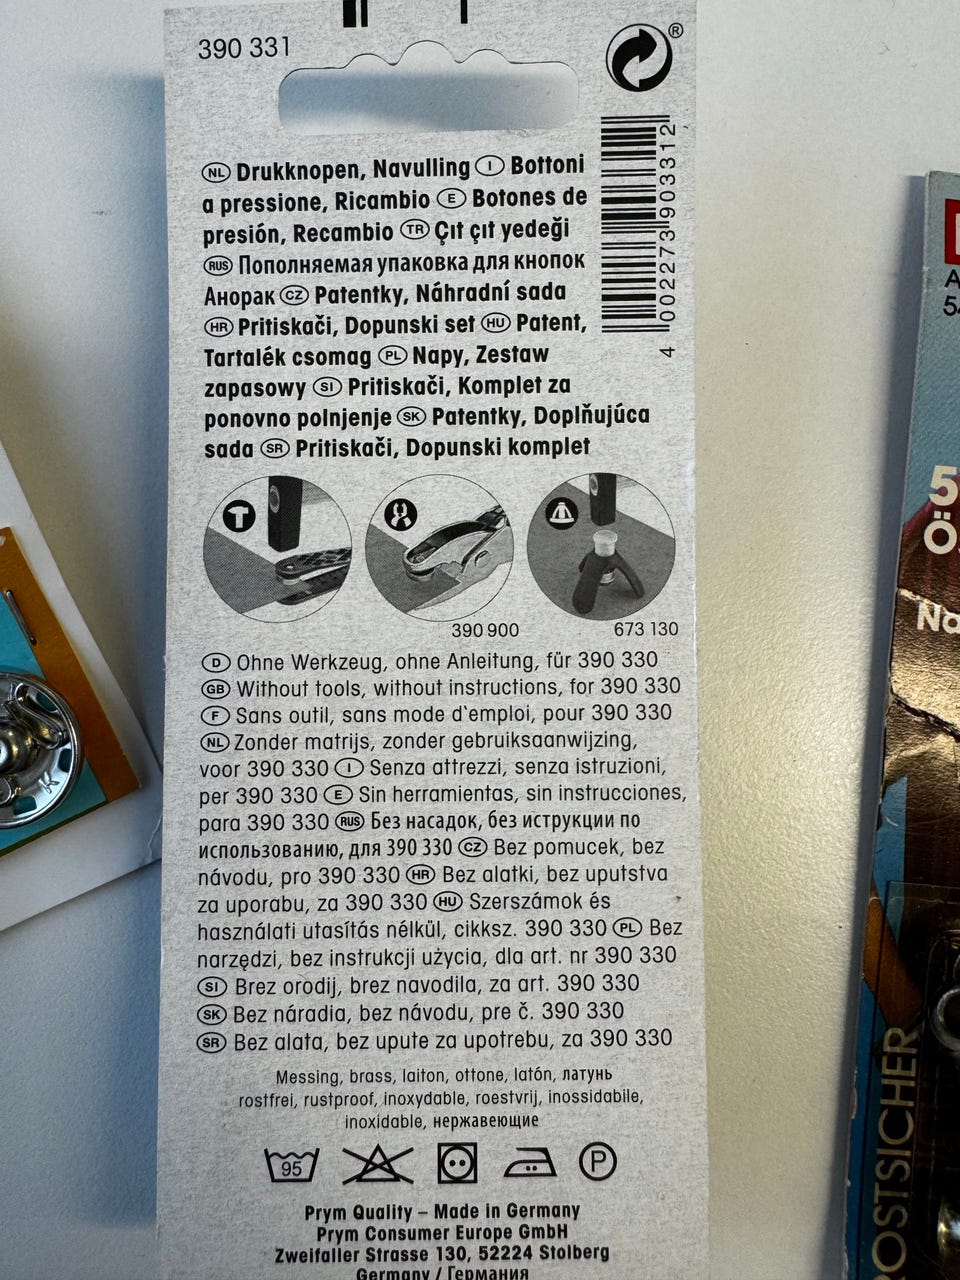 390 331
®
NL Drukknopen, Navulling I Bottoni
a pressione, Ricambio E Botones de
presión, Recambio TR Çıt çıt yedeği
RUS Пополняемая упаковка для кнопок
Анорак CZ Patentky, Náhradní sada
HR Pritiskači, Dopunski set HU Patent,
Tartalék csomag PL Napy, Zestaw
zapasowy SI Pritiskači, Komplet za
ponovno polnjenje SK Patentky, Doplňujúca
sada SR Pritiskači, Dopunski komplet
4 002273 903312
390 900
673 130
D Ohne Werkzeug, ohne Anleitung, für 390 330
GB Without tools, without instructions, for 390 330
F Sans outil, sans mode d'emploi, pour 390 330
NL Zonder matrijs, zonder gebruiksaanwijzing,
voor 390 330 I Senza attrezzi, senza istruzioni,
per 390 330 E Sin herramientas, sin instrucciones,
para 390 330 RUS Без насадок, без иструкции по
использованию, для 390 330 CZ Bez pomucek, bez
návodu, pro 390 330 HR Bez alatki, bez uputstva
za uporabu, za 390 330 HU Szerszámok és
használati utasítás nélkül, cikksz. 390 330 PL Bez
narzędzi, bez instrukcji użycia, dla art. nr 390 330
SI Brez orodij, brez navodila, za art. 390 330
SK Bez náradia, bez návodu, pre č. 390 330
SR Bez alata, bez upute za upotrebu, za 390 330
Messing, brass, laiton, ottone, latón, латунь
rostfrei, rustproof, inoxydable, roestvrij, inossidabile,
inoxidable, нержавеющие
95
P
Prym Quality – Made in Germany
Prym Consumer Europe GmbH
Zweifaller Strasse 130, 52224 Stolberg
Germany / Германия
K
5
Na
OSTSICHER